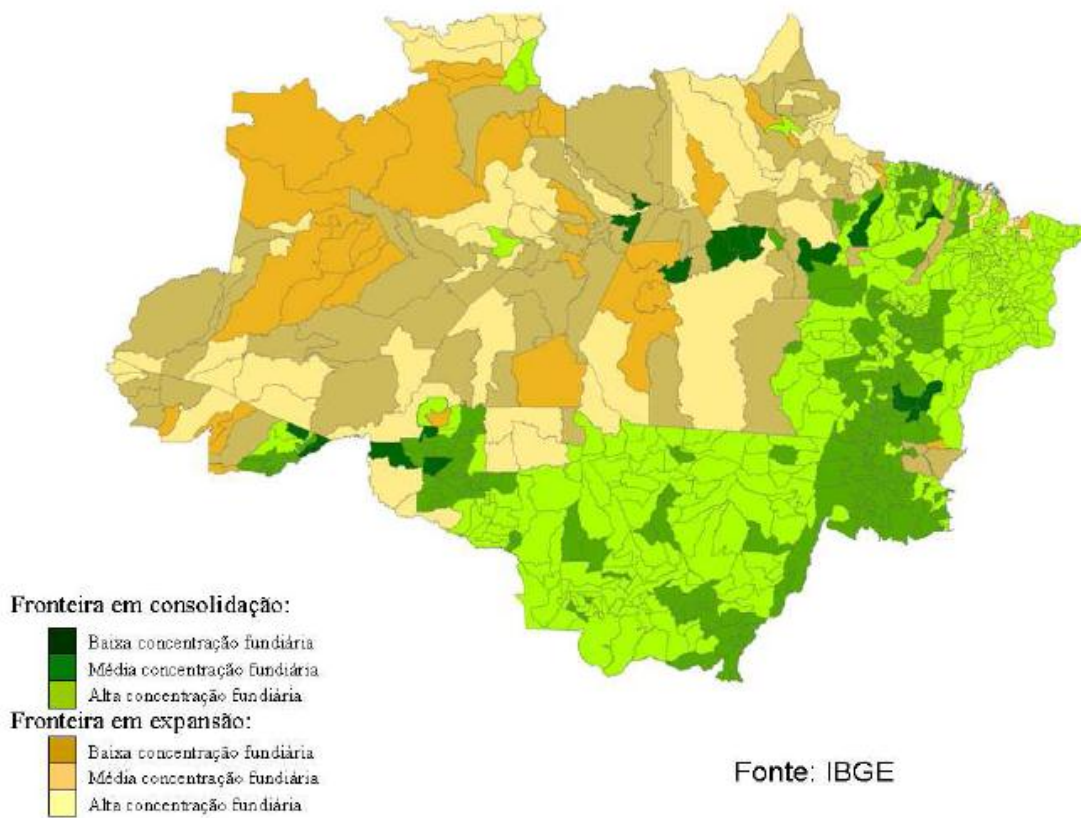 Fronteira em consolidação:
Baixa concentração fundiária
Média concentração fundiária
Alta concentração fundiária
Fronteira em expansão:
Baixa concentração fundiária
Média concentração fundiária
Alta concentração fundiária
Fonte: IBGE